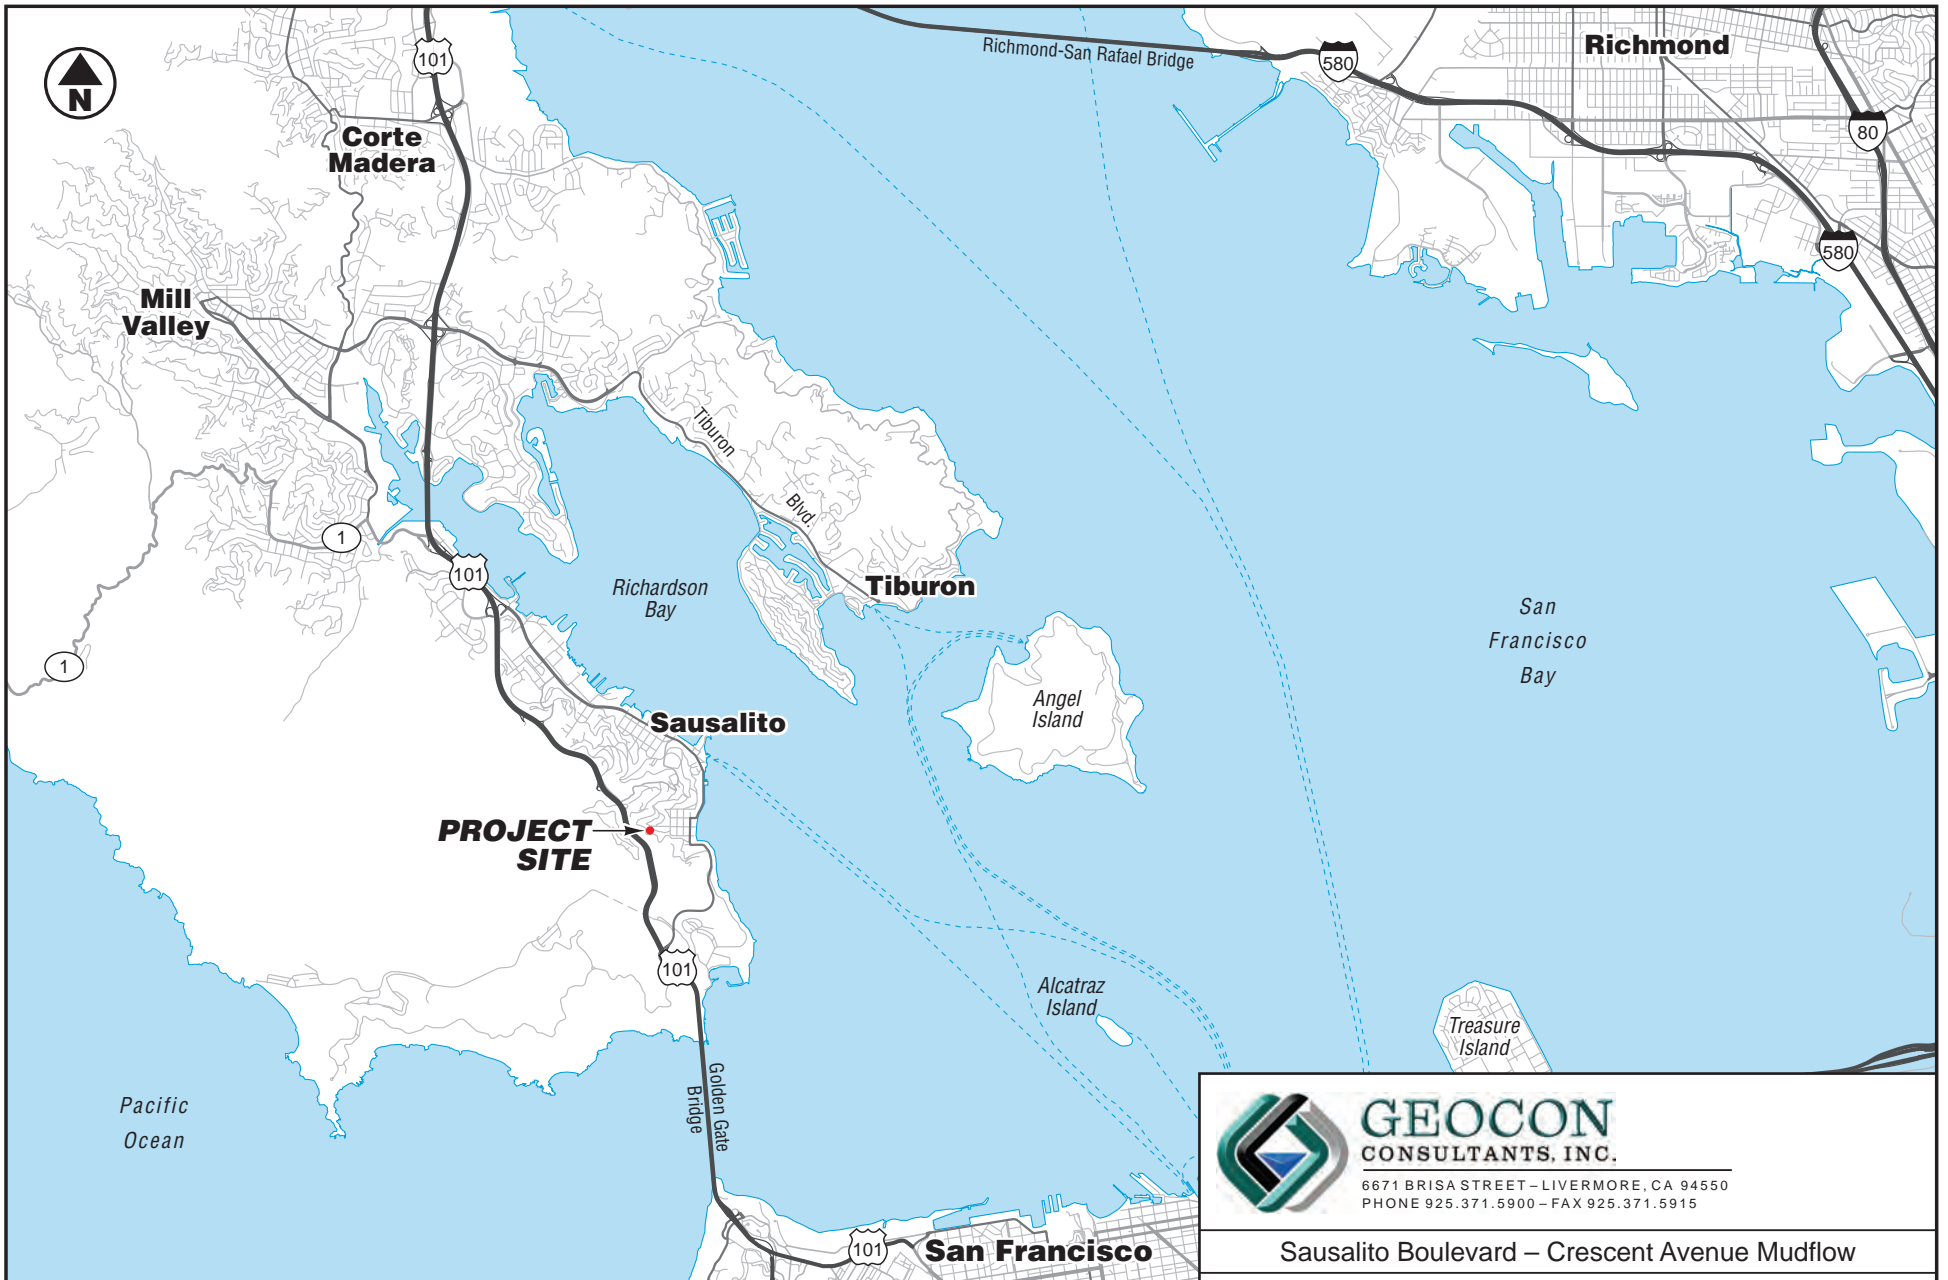 Richmond-San Rafael Bridge
Richmond
101
580
N
80
Corte
Madera
580
Mill
Valley
Tiburon
Blvd.
1
101
Richardson
Bay
Tiburon
San
Francisco
Bay
1
Angel
Island
Sausalito
PROJECT
SITE
101
Alcatraz
Island
Treasure
Island
Golden Gate
Bridge
Pacific
Ocean
GEOCON
CONSULTANTS, INC.
6671 BRISA STREET – LIVERMORE, CA 94550
PHONE 925.371.5900 – FAX 925.371.5915
101
San Francisco
Sausalito Boulevard – Crescent Avenue Mudflow